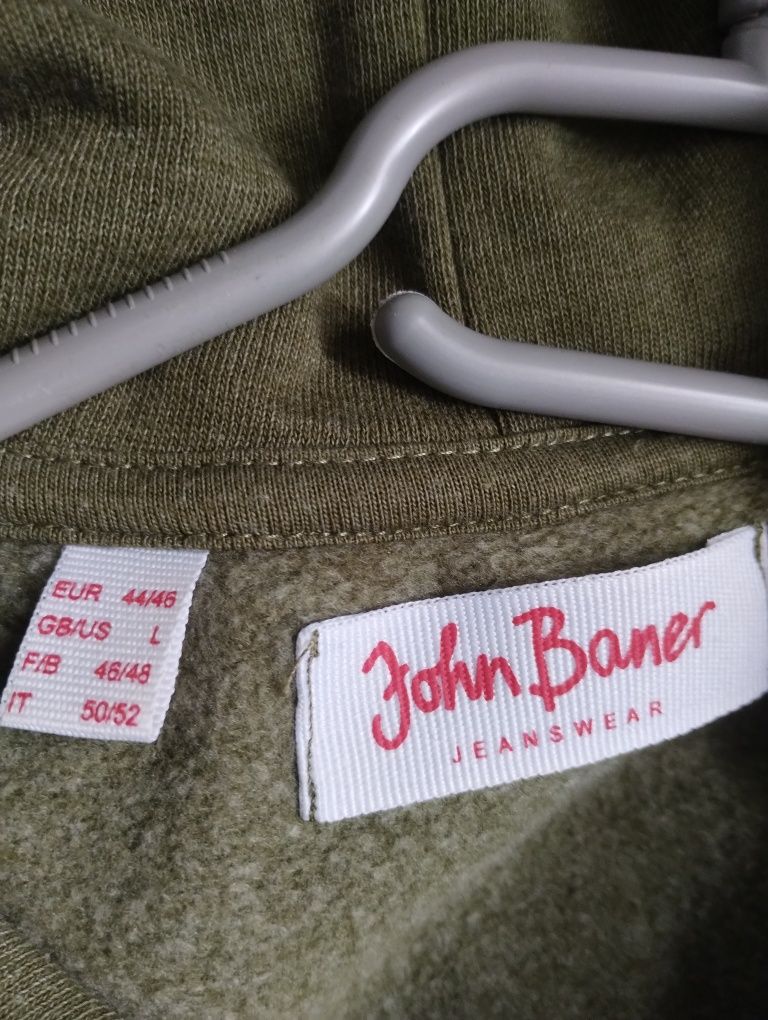 EUR 44/46
GB/US L
F/B 46/48
IT 50/52
John Baner
JEANSWEAR